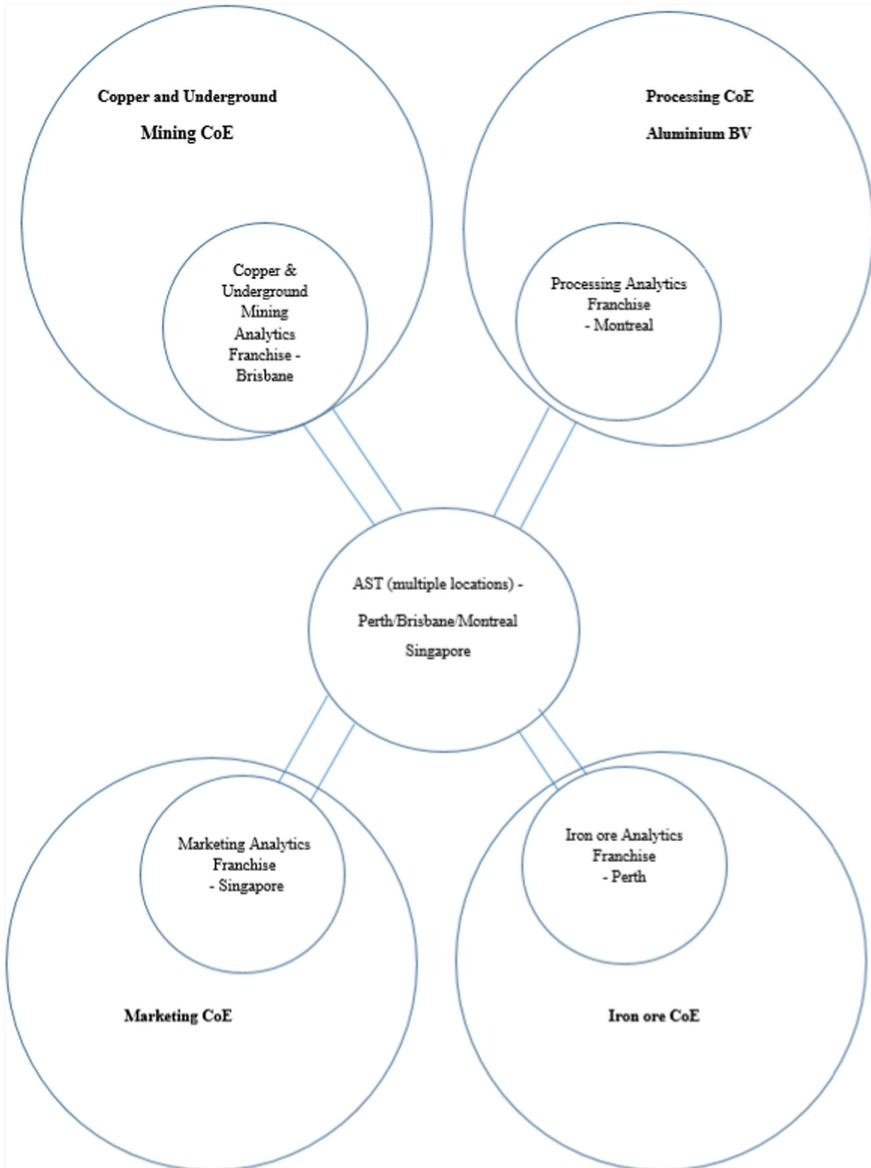 Copper and Underground
Mining CoE
Processing CoE
Aluminium BV
Copper &
Underground
Mining
Analytics
Franchise -
Brisbane
Processing Analytics
Franchise
- Montreal
AST (multiple locations) -
Perth/Brisbane/Montreal
Singapore
Marketing Analytics
Franchise
- Singapore
Iron ore Analytics
Franchise
- Perth
Marketing CoE
Iron ore CoE